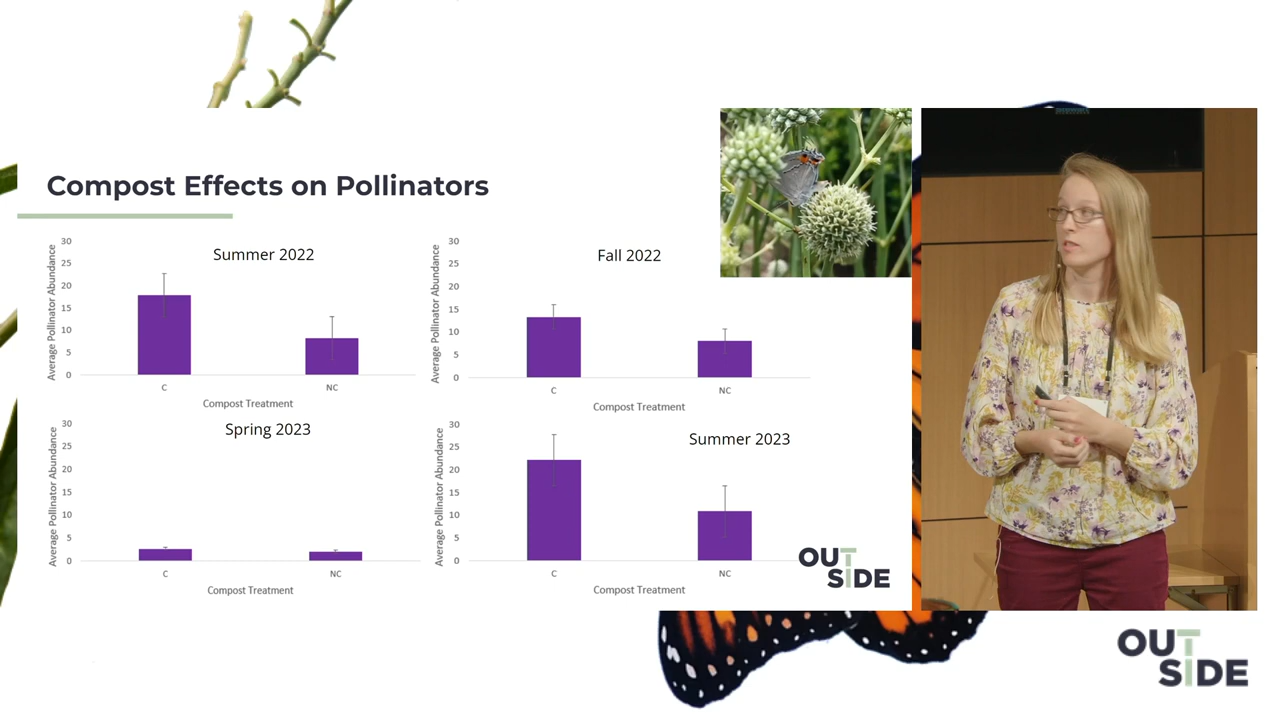 Compost Effects on Pollinators
Summer 2022
Average Pollinator Abundance
30
25
20
15
10
5
0
C
NC
Compost Treatment
Fall 2022
Average Pollinator Abundance
30
25
20
15
10
5
0
C
NC
Compost Treatment
Spring 2023
Average Pollinator Abundance
30
25
20
15
10
5
0
C
NC
Compost Treatment
Summer 2023
Average Pollinator Abundance
30
25
20
15
10
5
0
C
NC
Compost Treatment
OUT
SIDE
OUT
SIDE